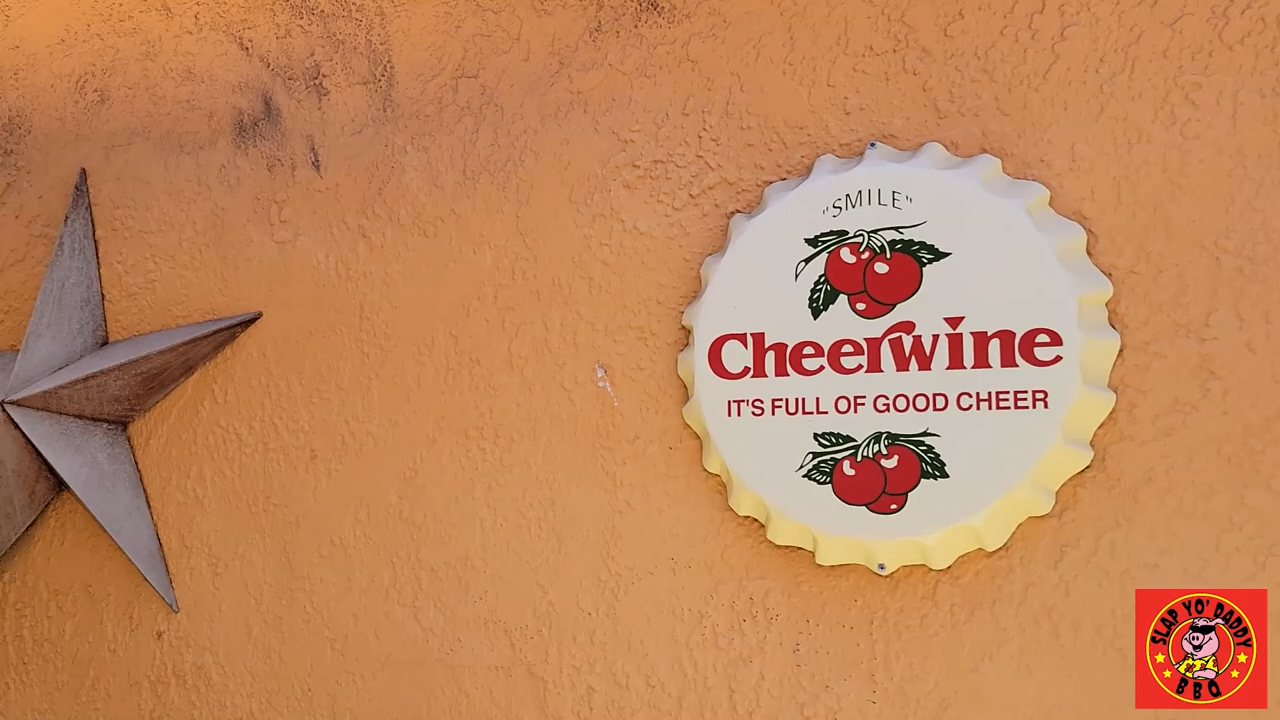 "SMILE"
Cheerwine
IT'S FULL OF GOOD CHEER
SLAP YO' DADDY
BBQ